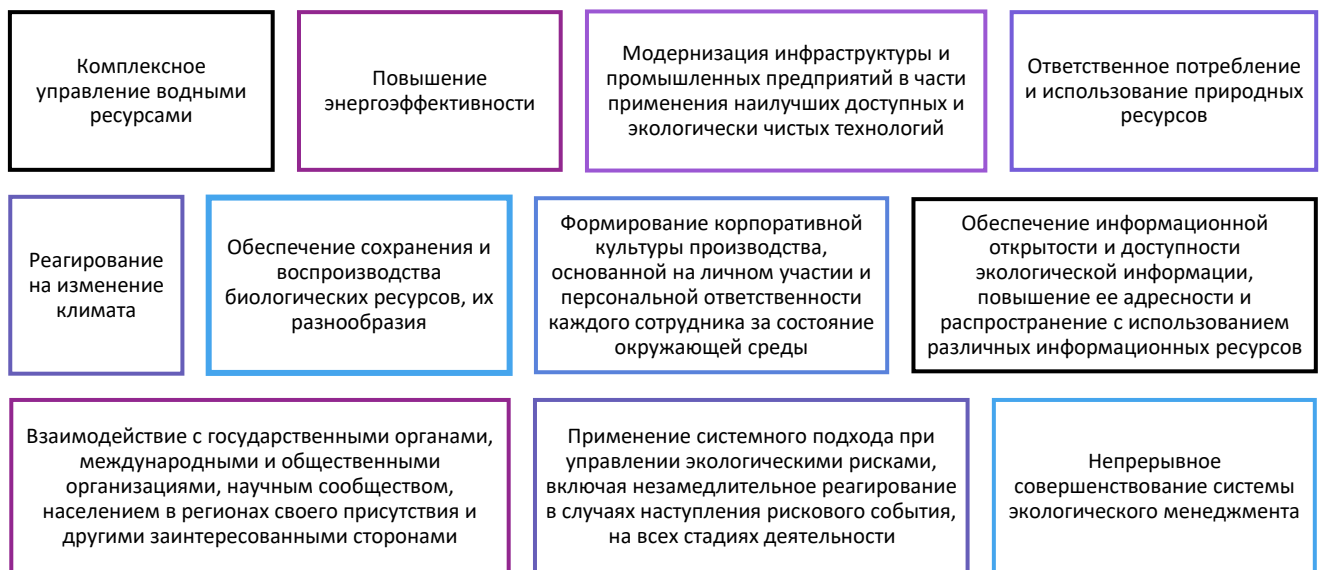 Комплексное
управление водными
ресурсами
Повышение
энергоэффективности
Модернизация инфраструктуры и
промышленных предприятий в части
применения наилучших доступных и
экологически чистых технологий
Ответственное потребление
и использование природных
ресурсов
Реагирование
на изменение
климата
Обеспечение сохранения и
воспроизводства
биологических ресурсов, их
разнообразия
Формирование корпоративной
культуры производства,
основанной на личном участии и
персональной ответственности
каждого сотрудника за состояние
окружающей среды
Обеспечение информационной
открытости и доступности
экологической информации,
повышение ее адресности и
распространение с использованием
различных информационных ресурсов
Взаимодействие с государственными органами,
международными и общественными
организациями, научным сообществом,
населением в регионах своего присутствия и
другими заинтересованными сторонами
Применение системного подхода при
управлении экологическими рисками,
включая незамедлительное реагирование
в случаях наступления рискового события,
на всех стадиях деятельности
Непрерывное
совершенствование системы
экологического менеджмента